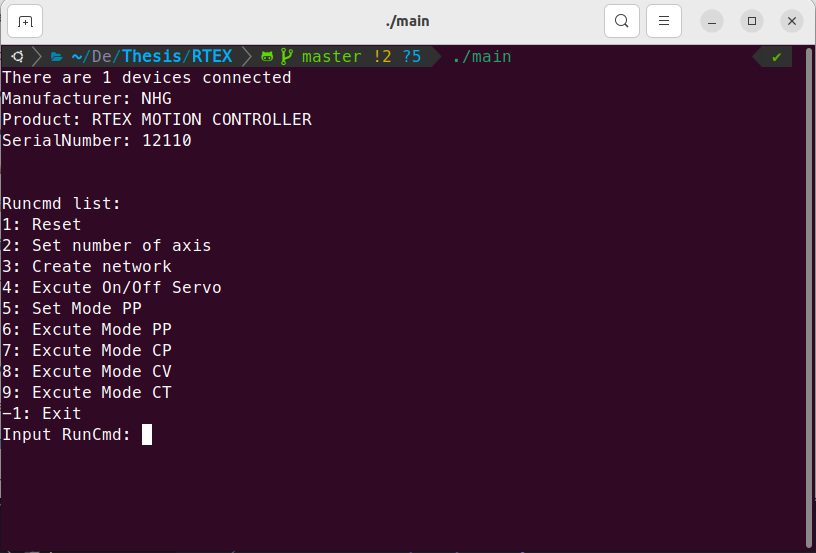 ./main
~/De/Thesis/RTEX master !2 ?5 ./main ✔
There are 1 devices connected
Manufacturer: NHG
Product: RTEX MOTION CONTROLLER
SerialNumber: 12110
Runcmd list:
1: Reset
2: Set number of axis
3: Create network
4: Excute On/Off Servo
5: Set Mode PP
6: Excute Mode PP
7: Excute Mode CP
8: Excute Mode CV
9: Excute Mode CT
-1: Exit
Input RunCmd: